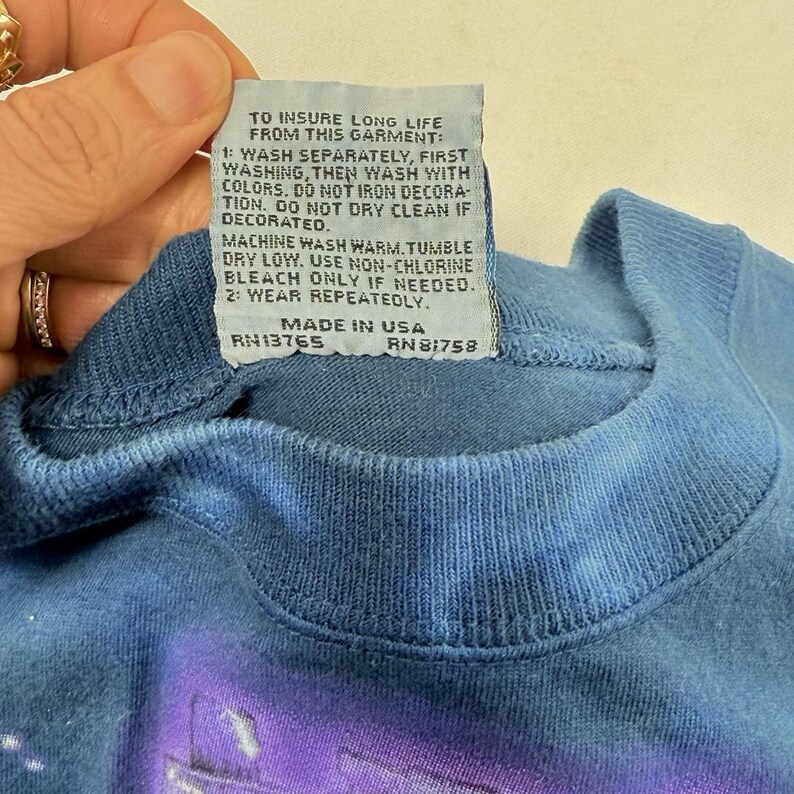 TO INSURE LONG LIFE
FROM THIS GARMENT:
1: WASH SEPARATELY, FIRST
WASHING, THEN WASH WITH
COLORS. DO NOT IRON DECORA-
TION. DO NOT DRY CLEAN IF
DECORATED.
MACHINE WASH WARM. TUMBLE
DRY LOW. USE NON-CHLORINE
BLEACH ONLY IF NEEDED.
2: WEAR REPEATEDLY.
MADE IN USA
RN13765 RN81758